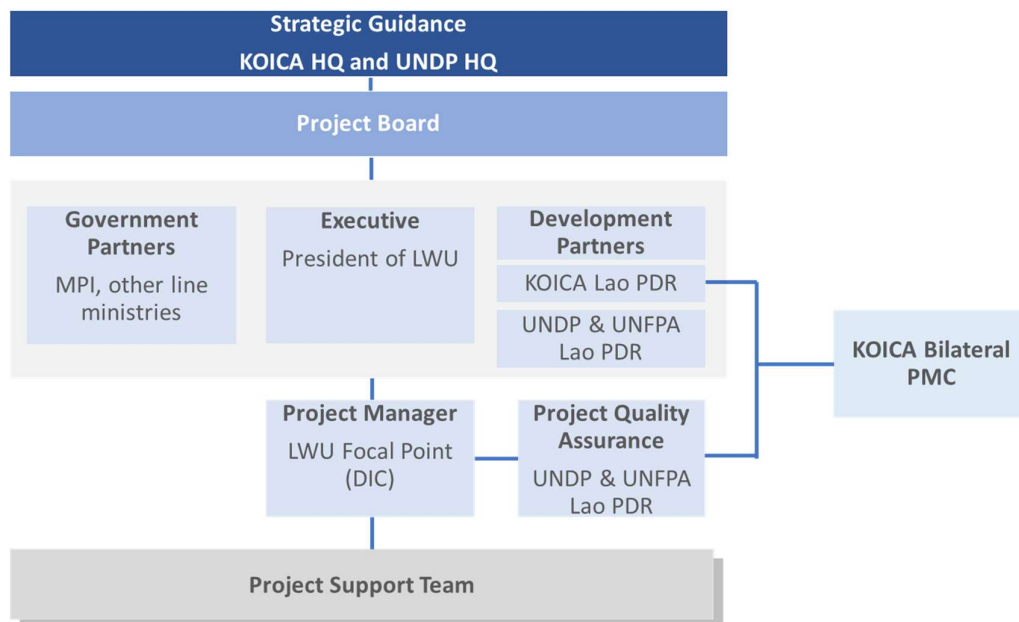 Strategic Guidance
KOICA HQ and UNDP HQ
Project Board
Government
Partners
MPI, other line
ministries
Executive
President of LWU
Development
Partners
KOICA Lao PDR
UNDP & UNFPA
Lao PDR
KOICA Bilateral
PMC
Project Manager
LWU Focal Point
(DIC)
Project Quality
Assurance
UNDP & UNFPA
Lao PDR
Project Support Team